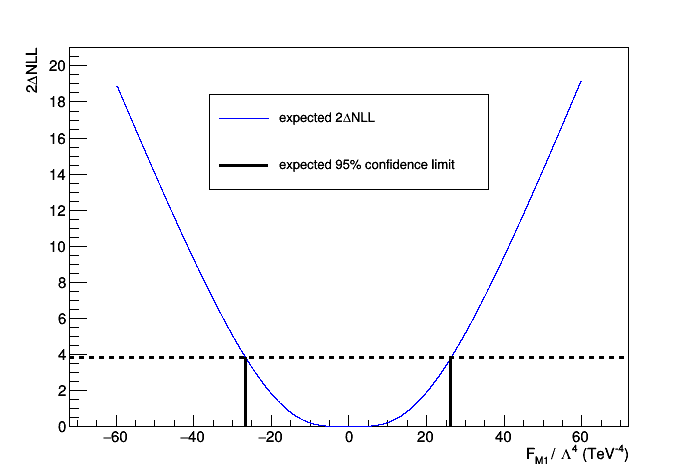 2ΔNLL
20
18
16
14
12
10
8
6
4
2
0
expected 2ΔNLL
expected 95% confidence limit
−60 −40 −20 0 20 40 60
F_M1 / Λ^4 (TeV^-4)